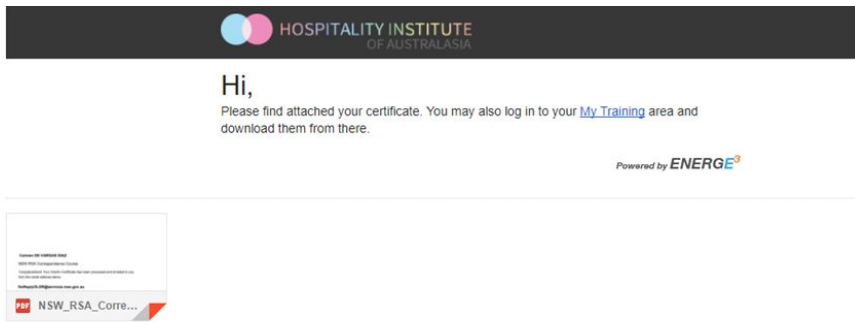 HOSPITALITY INSTITUTE
OF AUSTRALASIA
Hi,
Please find attached your certificate. You may also log in to your My Training area and
download them from there.
Powered by ENERGE3
NSW RSA Correspondence Course
PDF NSW_RSA_Corre...